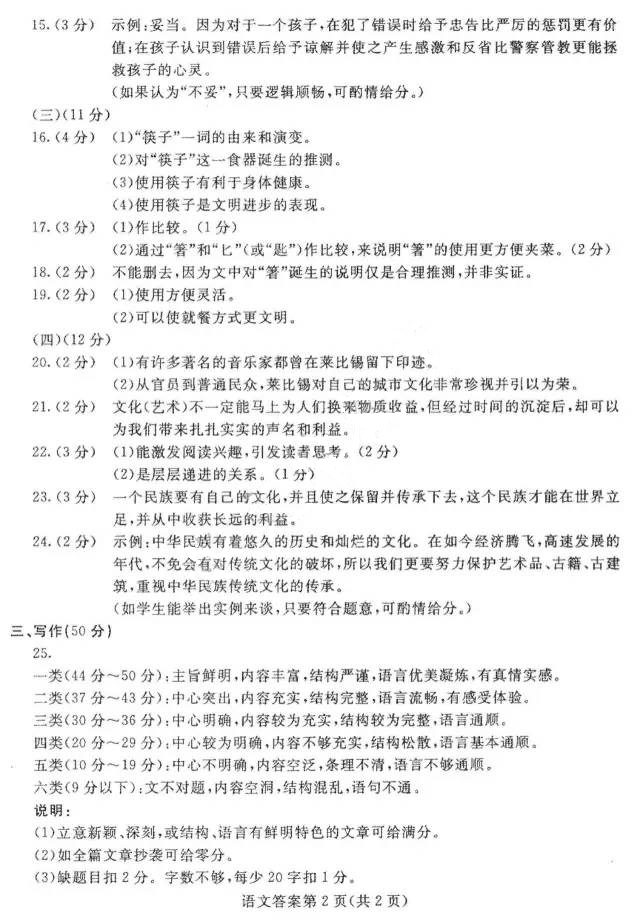 15.(3 分) 示例:妥当。因为对于一个孩子,在犯了错误时给予忠告比严厉的惩罚更有价
值;在孩子认识到错误后给予谅解并使之产生感激和反省比警察管教更能拯
救孩子的心灵。
(如果认为“不妥”,只要逻辑顺畅,可酌情给分。)
(三)(11 分)
16.(4 分) (1)“筷子”一词的由来和演变。
(2)对“筷子”这一食器诞生的推测。
(3)使用筷子有利于身体健康。
(4)使用筷子是文明进步的表现。
17.(3 分) (1)作比较。(1 分)
(2)通过“箸”和“匕”(或“匙”)作比较,来说明“箸”的使用更方便夹菜。(2 分)
18.(2 分) 不能删去,因为文中对“箸”诞生的说明仅是合理推测,并非实证。
19.(2 分) (1)使用方便灵活。
(2)可以使就餐方式更文明。
(四)(12 分)
20.(2 分) (1)有许多著名的音乐家都曾在莱比锡留下印迹。
(2)从官员到普通民众,莱比锡对自己的城市文化非常珍视并引以为荣。
21.(2 分) 文化(艺术)不一定能马上为人们换来物质收益,但经过时间的沉淀后,却可以
为我们带来扎扎实实的声名和利益。
22.(3 分) (1)能激发阅读兴趣,引发读者思考。(2 分)
(2)是层层递进的关系。(1 分)
23.(3 分) 一个民族要有自己的文化,并且使之保留并传承下去,这个民族才能在世界立
足,并从中收获长远的利益。
24.(2 分) 示例:中华民族有着悠久的历史和灿烂的文化。在如今经济腾飞,高速发展的
年代,不免会有对传统文化的破坏,所以我们更要努力保护艺术品、古籍、古建
筑,重视中华民族传统文化的传承。
(如学生能举出实例来谈,只要符合题意,可酌情给分。)
三、写作(50 分)
25.
一类(44 分～50 分):主旨鲜明,内容丰富,结构严谨,语言优美凝炼,有真情实感。
二类(37 分～43 分):中心突出,内容充实,结构完整,语言流畅,有感受体验。
三类(30 分～36 分):中心明确,内容较为充实,结构较为完整,语言通顺。
四类(20 分～29 分):中心较为明确,内容不够充实,结构松散,语言基本通顺。
五类(10 分～19 分):中心不明确,内容空泛,条理不清,语言不够通顺。
六类(9 分以下):文不对题,内容空洞,结构混乱,语句不通。
说明:
(1)立意新颖、深刻,或结构、语言有鲜明特色的文章可给满分。
(2)如全篇文章抄袭可给零分。
(3)缺题目扣 2 分。字数不够,每少 20 字扣 1 分。
语文答案第 2 页(共 2 页)